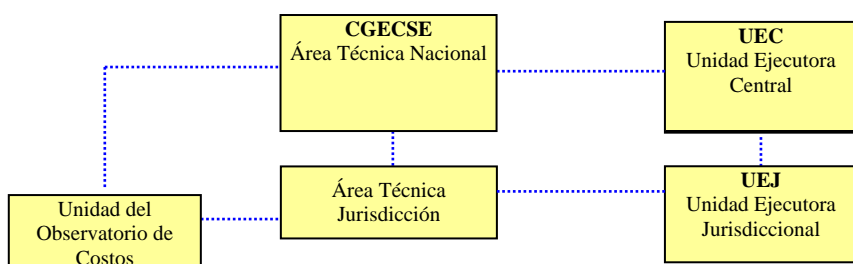 CGECSE
Área Técnica Nacional
UEC
Unidad Ejecutora
Central
Unidad del
Observatorio de
Costos
Área Técnica
Jurisdicción
UEJ
Unidad Ejecutora
Jurisdiccional